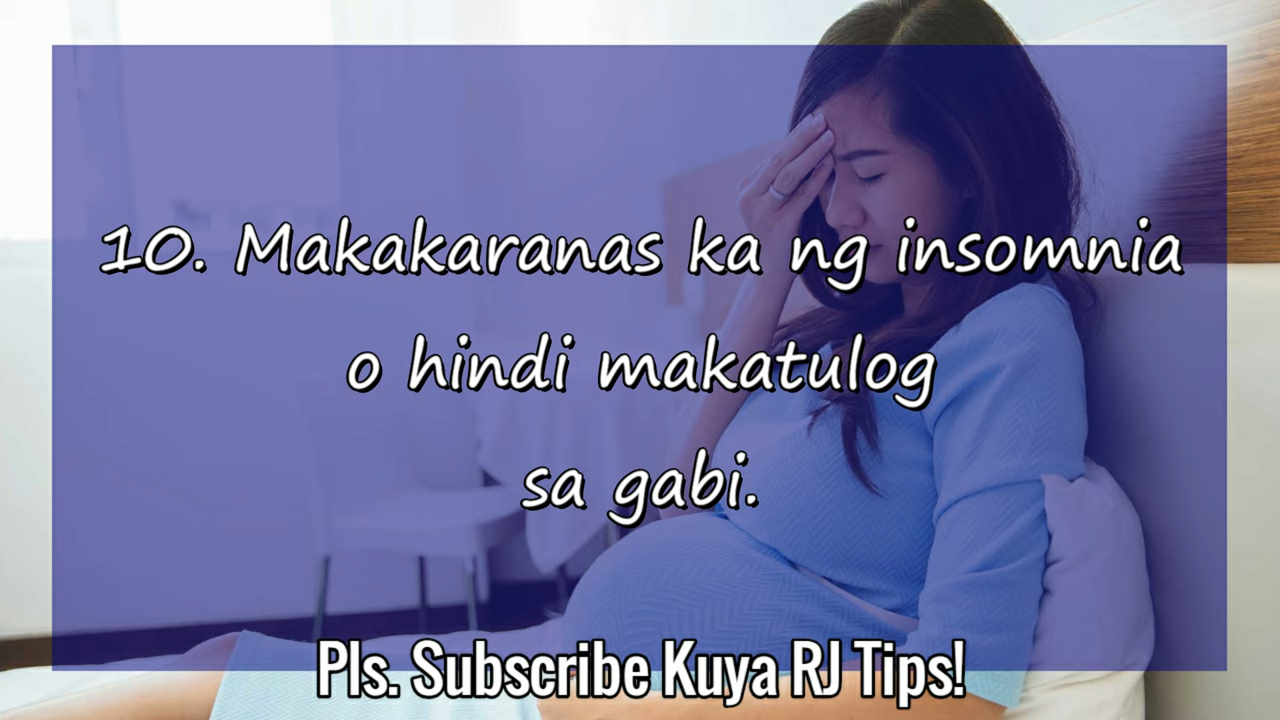 10. Makakaranas ka ng insomnia
o hindi makatulog
sa gabi.
Pls. Subscribe Kuya RJ Tips!